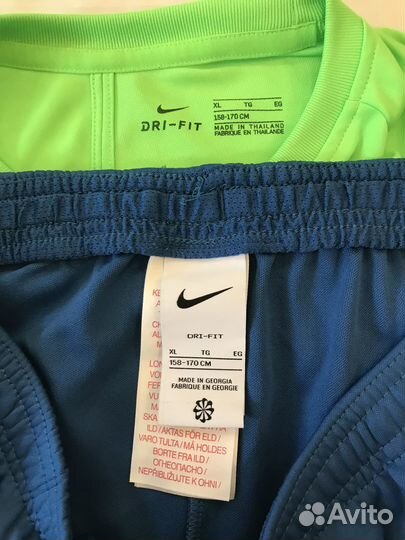 DRI-FIT
XL TG EG
158-170 CM
MADE IN THAILAND
FABRIQUE EN THAILANDE
DRI-FIT
XL TG EG
158-170 CM
MADE IN GEORGIA
FABRIQUE EN GEORGIE
ILD / AKTAS FÖR ELD /
VARO TULTA / MÅ HOLDES
BORTE FRA ILD /
ОГНЕОПАСНО /
NEPŘIBLIŽUJTE K OHNI /
Avito